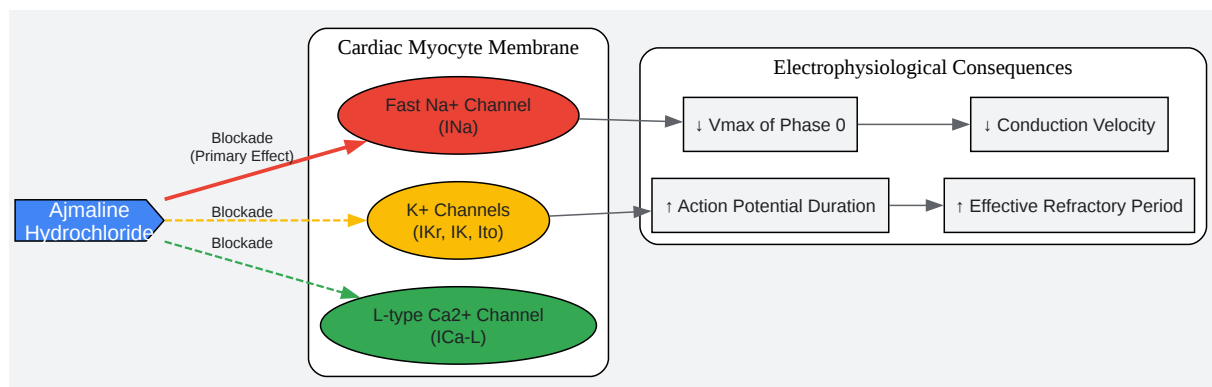 Cardiac Myocyte Membrane
Electrophysiological Consequences
Fast Na+ Channel
(INa)
↓ Vmax of Phase 0
↓ Conduction Velocity
Blockade
(Primary Effect)
Ajmaline
Hydrochloride
Blockade
K+ Channels
(IKr, IK, Ito)
↑ Action Potential Duration
↑ Effective Refractory Period
Blockade
L-type Ca2+ Channel
(ICa-L)